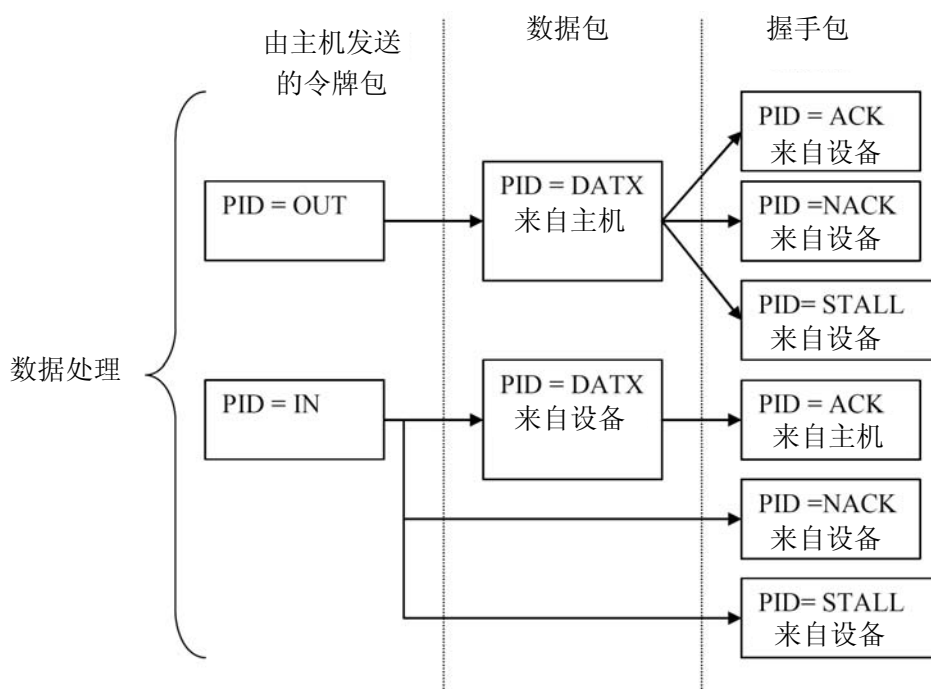 由主机发送
的令牌包
数据包
握手包
PID = ACK
来自设备
PID = OUT
PID = DATX
来自主机
PID =NACK
来自设备
PID= STALL
来自设备
数据处理
PID = IN
PID = DATX
来自设备
PID = ACK
来自主机
PID =NACK
来自设备
PID= STALL
来自设备